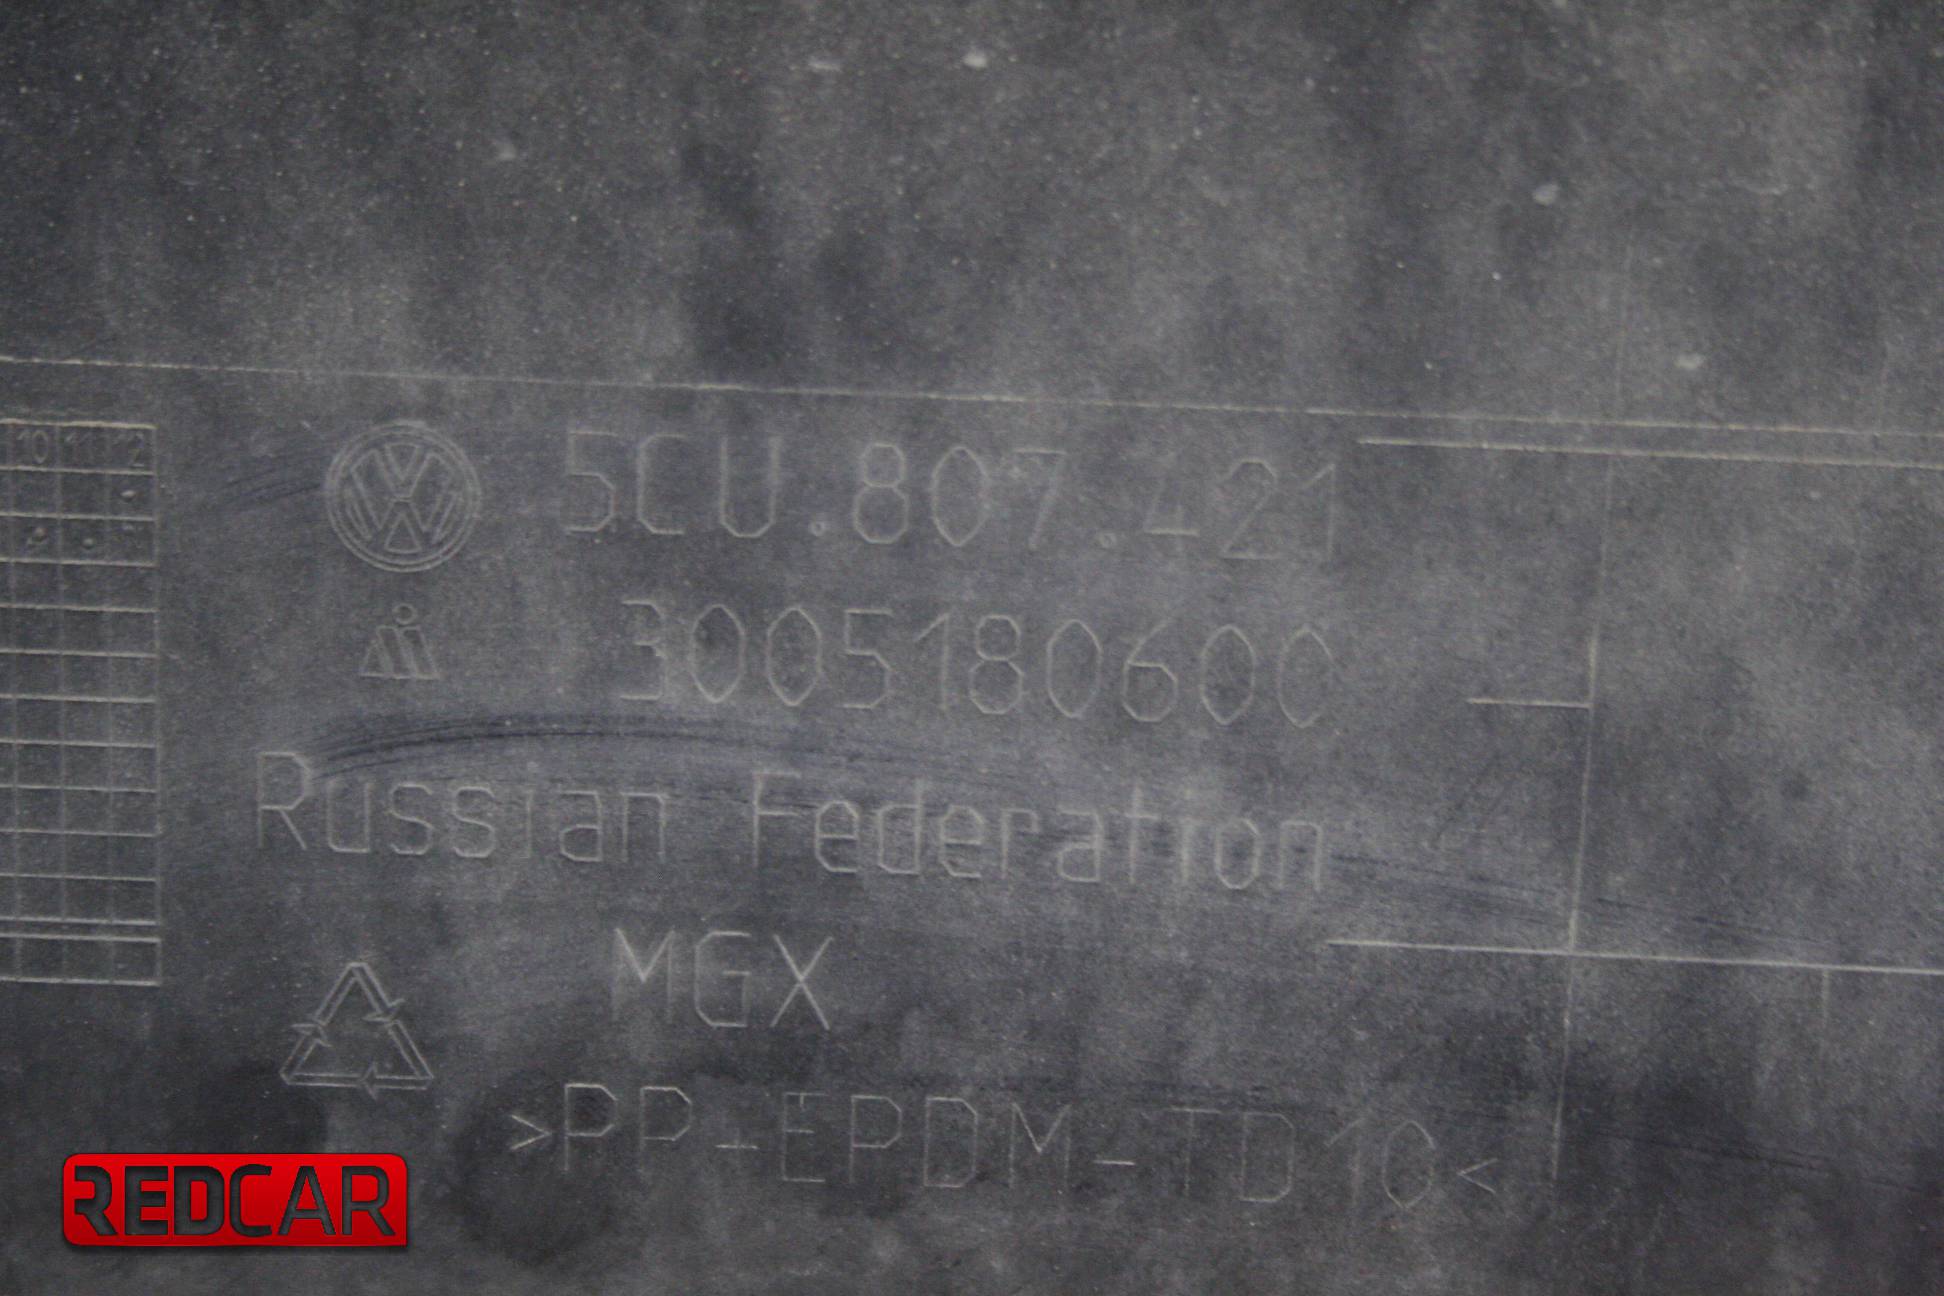 10 11 12
5CU.807.421
3005180600
Russian Federation
MGX
>PP-EPDM-TD10<
REDCAR